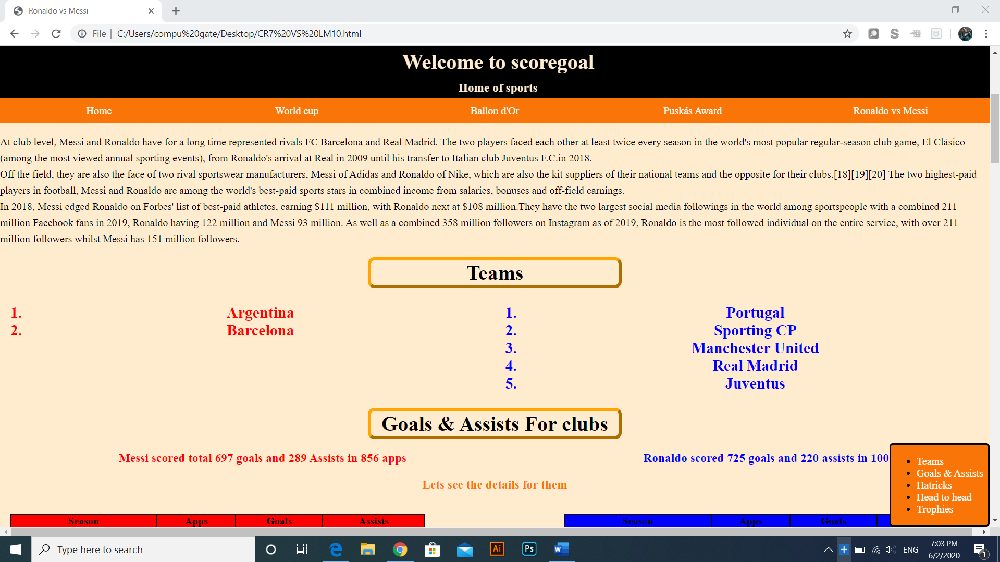 Ronaldo vs Messi
File
C:/Users/compu%20gate/Desktop/CR7%20VS%20LM10.html
S
Welcome to scoregoal
Home of sports
Home
World cup
Ballon d'Or
Puskás Award
Ronaldo vs Messi
At club level, Messi and Ronaldo have for a long time represented rivals FC Barcelona and Real Madrid. The two players faced each other at least twice every season in the world's most popular regular-season club game, El Clásico
(among the most viewed annual sporting events), from Ronaldo's arrival at Real in 2009 until his transfer to Italian club Juventus F.C.in 2018.
Off the field, they are also the face of two rival sportswear manufacturers, Messi of Adidas and Ronaldo of Nike, which are also the kit suppliers of their national teams and the opposite for their clubs.[18][19][20] The two highest-paid
players in football, Messi and Ronaldo are among the world's best-paid sports stars in combined income from salaries, bonuses and off-field earnings.
In 2018, Messi edged Ronaldo on Forbes' list of best-paid athletes, earning $111 million, with Ronaldo next at $108 million.They have the two largest social media followings in the world among sportspeople with a combined 211
million Facebook fans in 2019, Ronaldo having 122 million and Messi 93 million. As well as a combined 358 million followers on Instagram as of 2019, Ronaldo is the most followed individual on the entire service, with over 211
million followers whilst Messi has 151 million followers.
Teams
1. Argentina
2. Barcelona
1. Portugal
2. Sporting CP
3. Manchester United
4. Real Madrid
5. Juventus
Goals & Assists For clubs
Messi scored total 697 goals and 289 Assists in 856 apps
Ronaldo scored 725 goals and 220 assists in 100
Lets see the details for them
Season Apps Goals Assists
Season Apps Goals
Teams
Goals & Assists
Hatricks
Head to head
Trophies
Type here to search
Ai
Ps
W
ENG
7:03 PM
6/2/2020
1